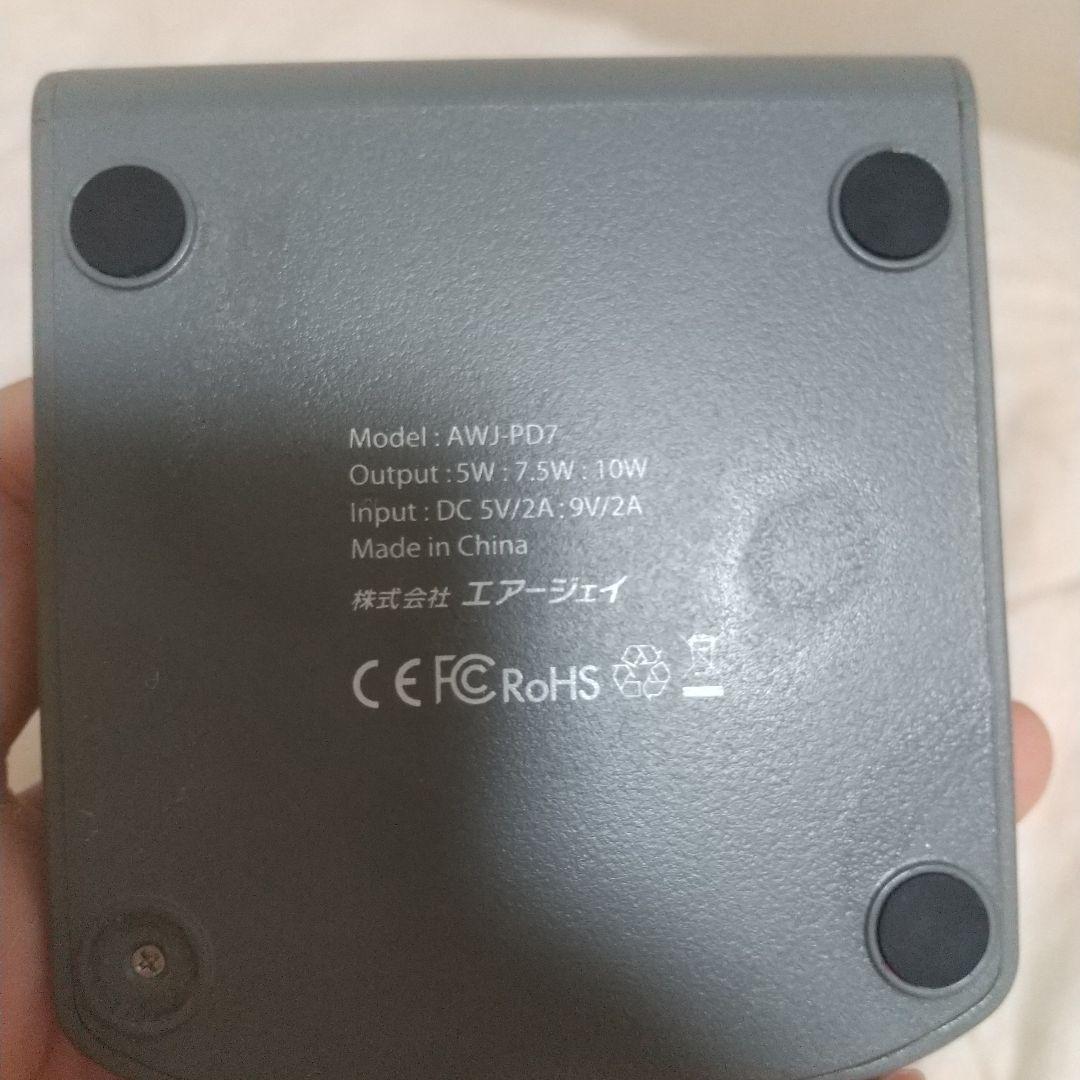 Model : AWJ-PD7
Output : 5W : 7.5W : 10W
Input : DC 5V/2A : 9V/2A
Made in China
株式会社 エアージェイ
CE FC RoHS